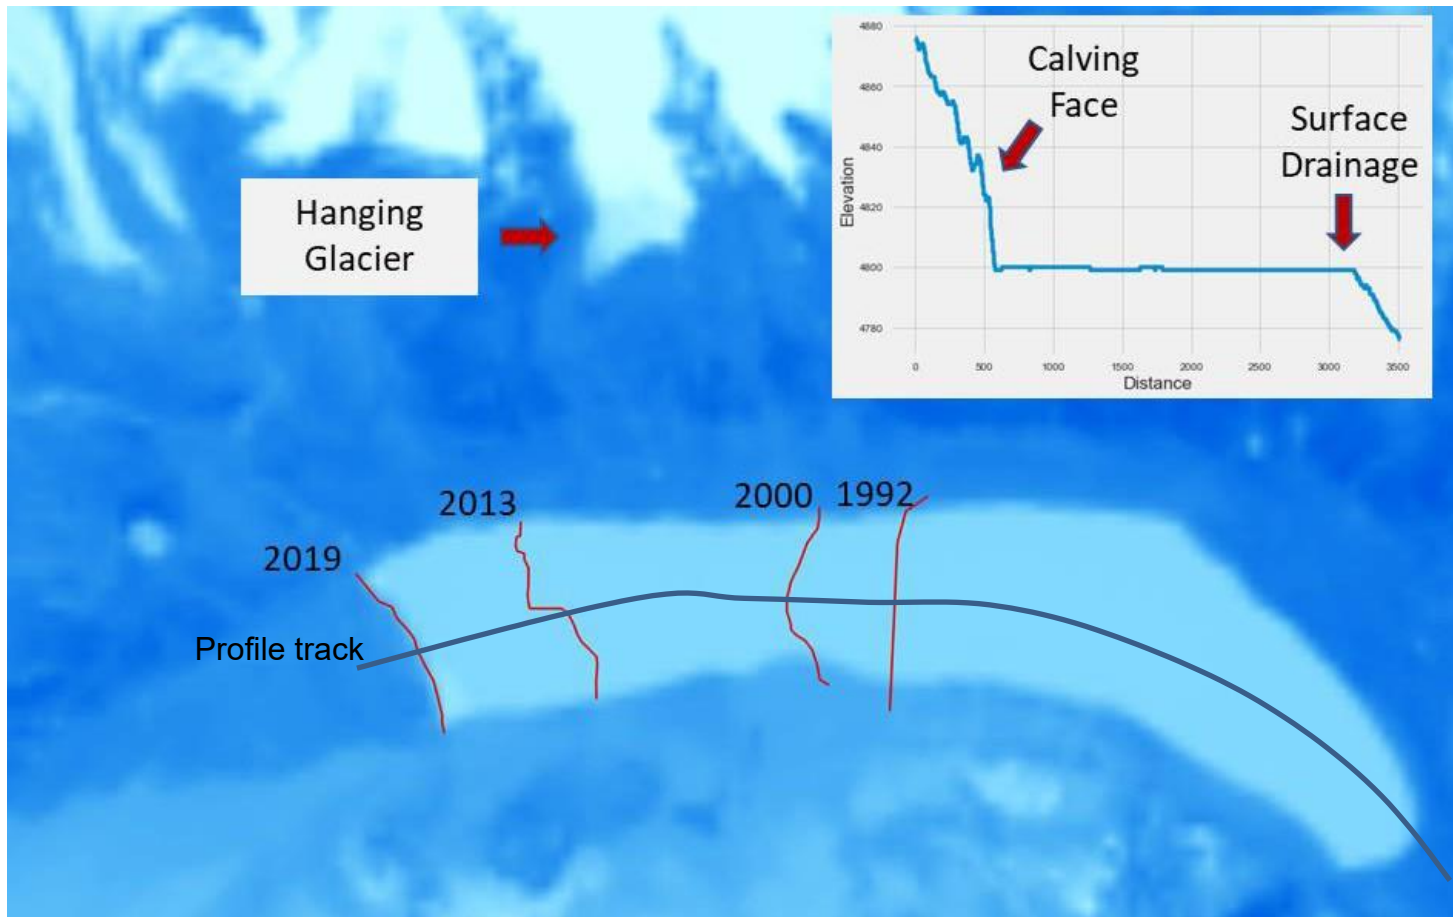 Hanging
Glacier
4880
4860
4840
4820
4800
4780
Elevation
Calving
Face
Surface
Drainage
0
500
1000
1500
2000
2500
3000
3500
Distance
2019
2013
2000
1992
Profile track